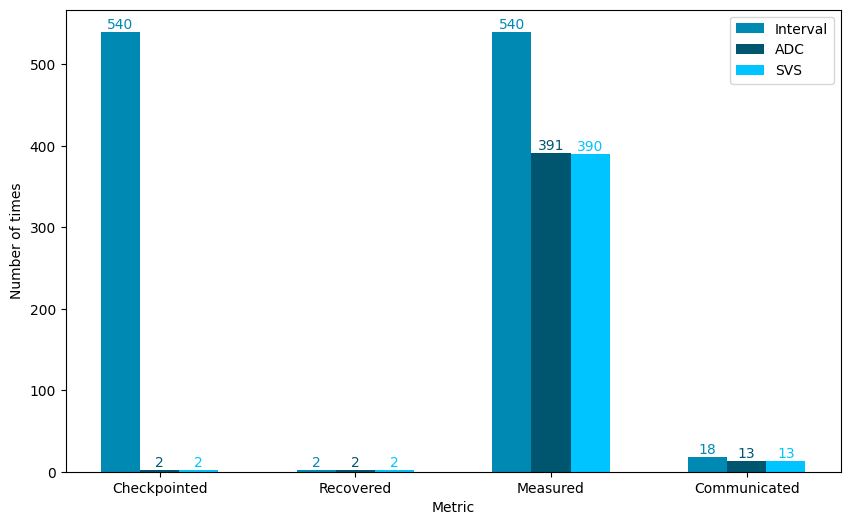 540
540
Interval
ADC
SVS
500
400
391
390
300
200
100
0
2
2
2
2
2
18
13
13
Checkpointed
Recovered
Measured
Communicated
Number of times
Metric